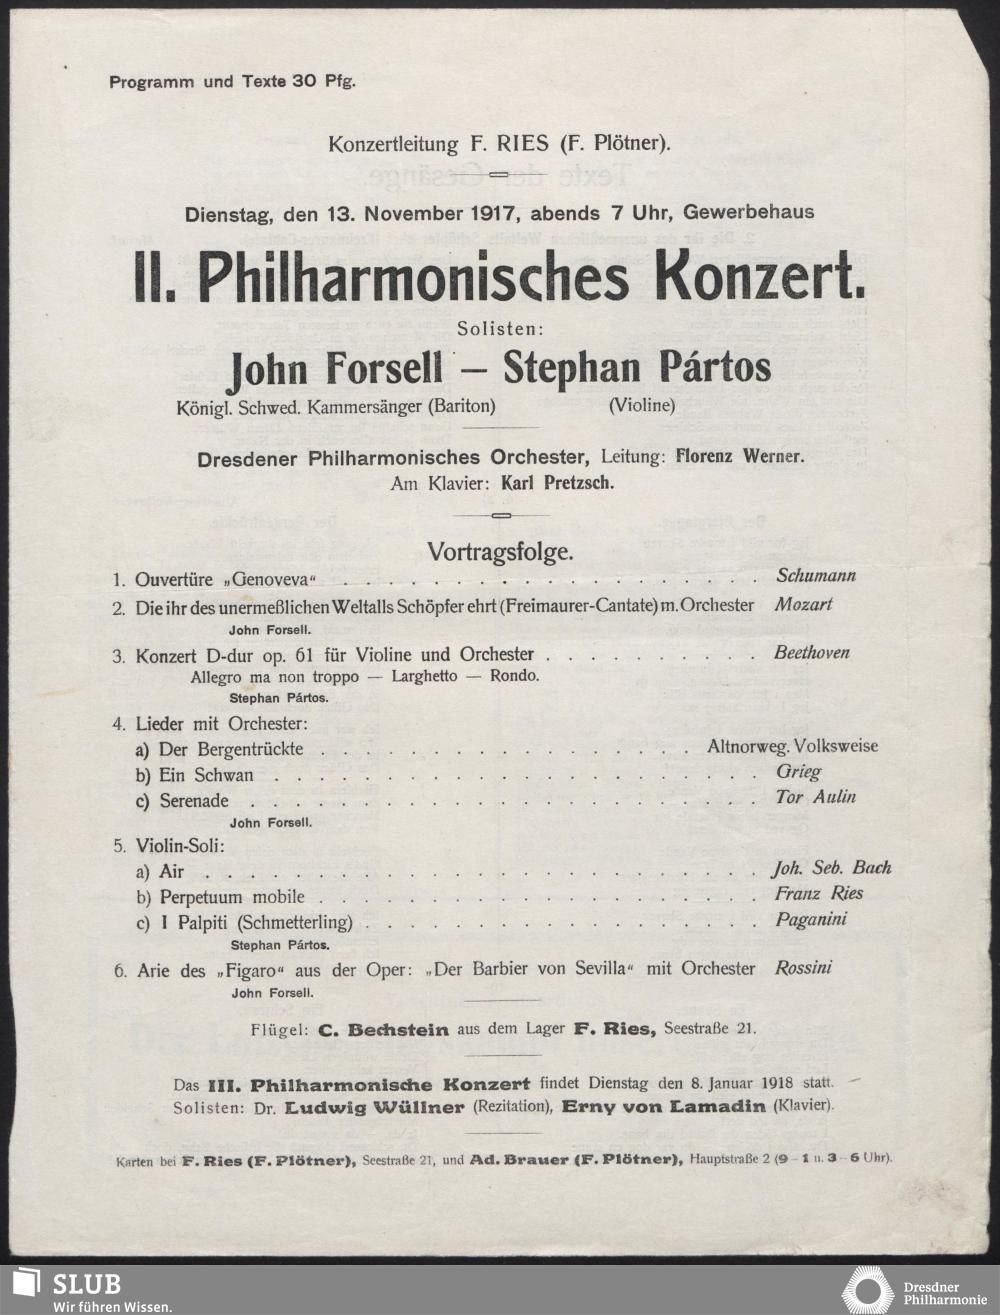 Programm und Texte 30 Pfg.
Konzertleitung F. RIES (F. Plötner).
Dienstag, den 13. November 1917, abends 7 Uhr, Gewerbehaus
II. Philharmonisches Konzert.
Solisten:
John Forsell – Stephan Pártos
Königl. Schwed. Kammersänger (Bariton) (Violine)
Dresdener Philharmonisches Orchester, Leitung: Florenz Werner.
Am Klavier: Karl Pretzsch.
Vortragsfolge.
1. Ouvertüre „Genoveva“ . . . . . . . . . . . . . . . . . . . . Schumann
2. Die ihr des unermeßlichen Weltalls Schöpfer ehrt (Freimaurer-Cantate) m. Orchester Mozart
John Forsell.
3. Konzert D-dur op. 61 für Violine und Orchester . . . . . . . . . . Beethoven
Allegro ma non troppo — Larghetto — Rondo.
Stephan Pártos.
4. Lieder mit Orchester:
a) Der Bergentrückte . . . . . . . . . . . . . . . . . . Altnorweg. Volksweise
b) Ein Schwan . . . . . . . . . . . . . . . . . . . . . . . Grieg
c) Serenade . . . . . . . . . . . . . . . . . . . . . . . . Tor Aulin
John Forsell.
5. Violin-Soli:
a) Air . . . . . . . . . . . . . . . . . . . . . . . . . . Joh. Seb. Bach
b) Perpetuum mobile . . . . . . . . . . . . . . . . . . . . . Franz Ries
c) I Palpiti (Schmetterling) . . . . . . . . . . . . . . . . . . . Paganini
Stephan Pártos.
6. Arie des „Figaro“ aus der Oper: „Der Barbier von Sevilla“ mit Orchester Rossini
John Forsell.
Flügel: C. Bechstein aus dem Lager F. Ries, Seestraße 21.
Das III. Philharmonische Konzert findet Dienstag den 8. Januar 1918 statt.
Solisten: Dr. Ludwig Wüllner (Rezitation), Erny von Lamadin (Klavier).
Karten bei F. Ries (F. Plötner), Seestraße 21, und Ad. Brauer (F. Plötner), Hauptstraße 2 (9–1 u. 3–6 Uhr).
SLUB
Wir führen Wissen.
Dresdner
Philharmonie